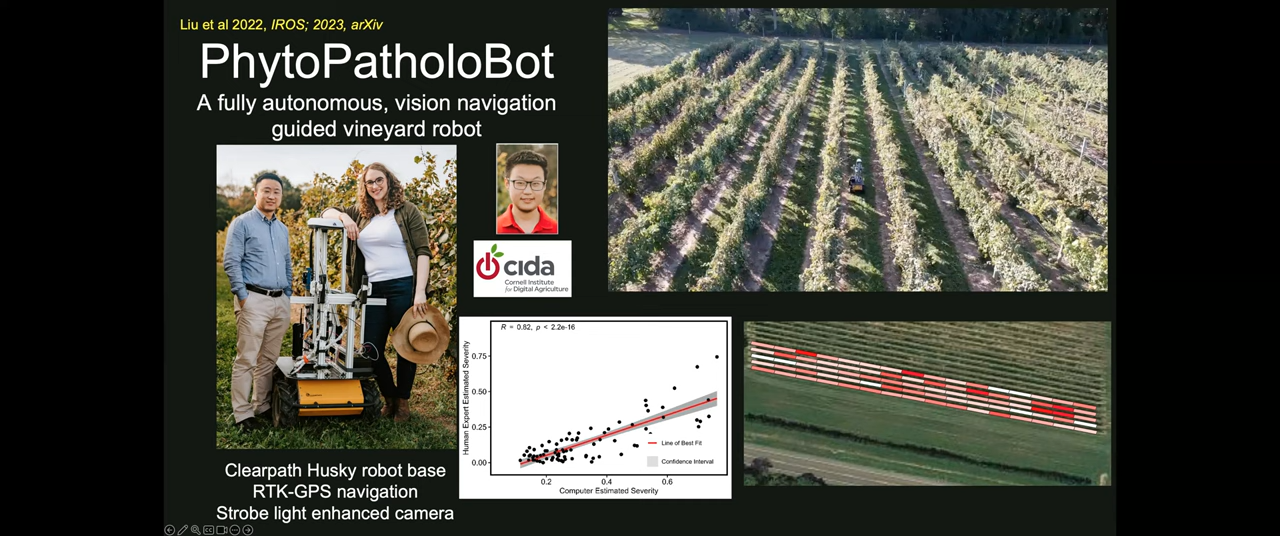 Liu et al 2022, IROS; 2023, arXiv
PhytoPatholoBot
A fully autonomous, vision navigation
guided vineyard robot
cida
Cornell Institute
for Digital Agriculture
R = 0.82, p < 2.2e-16
Human Expert Estimated Severity
0.75
0.50
0.25
0.00
Line of Best Fit
Confidence Interval
0.2
0.4
0.6
Computer Estimated Severity
Clearpath Husky robot base
RTK-GPS navigation
Strobe light enhanced camera